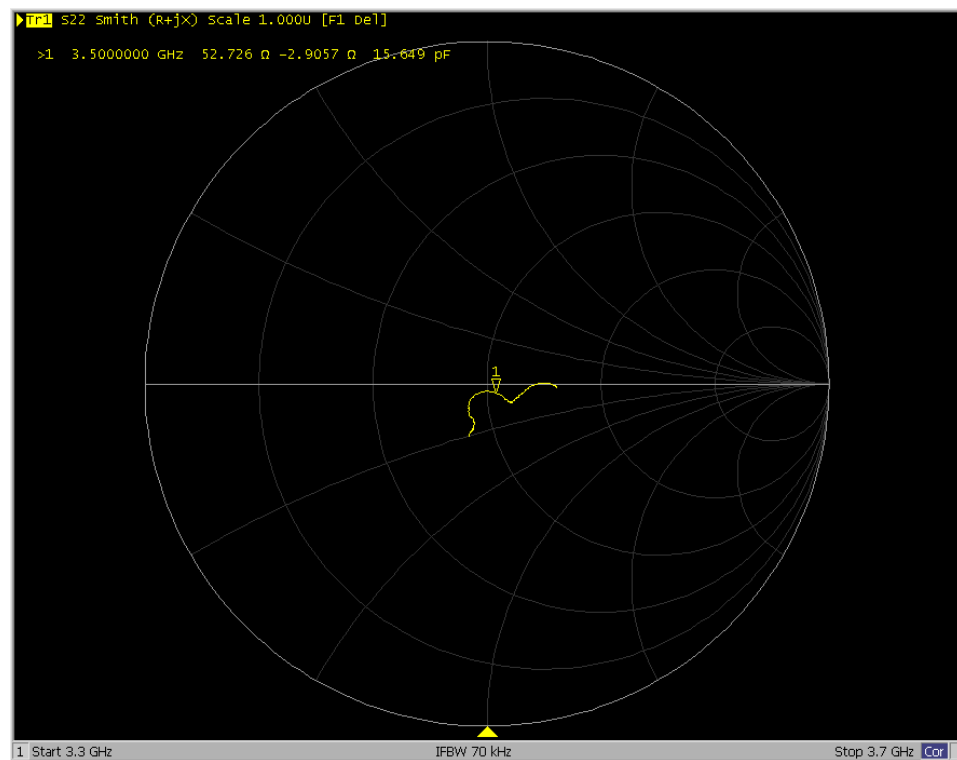 Tr1 S22 Smith (R+jx) Scale 1.000U [F1 Del]
>1 3.5000000 GHz 52.726 Ω -2.9057 Ω 15.649 pF
1
1 Start 3.3 GHz IFBW 70 kHz Stop 3.7 GHz Cor